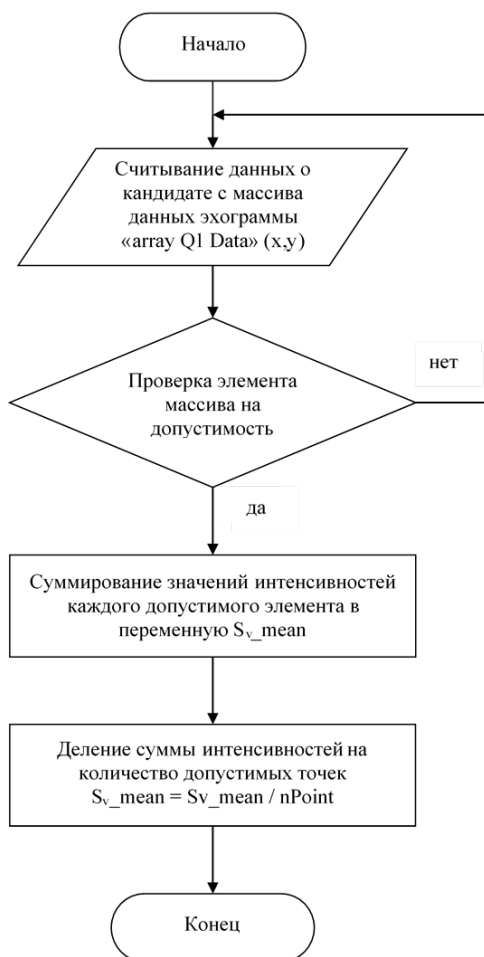 Начало
Считывание данных о
кандидате с массива
данных эхограммы
«array Q1 Data» (x,y)
нет
Проверка элемента
массива на
допустимость
да
Суммирование значений интенсивностей
каждого допустимого элемента в
переменную Sᵥ_mean
Деление суммы интенсивностей на
количество допустимых точек
Sᵥ_mean = Sv_mean / nPoint
Конец